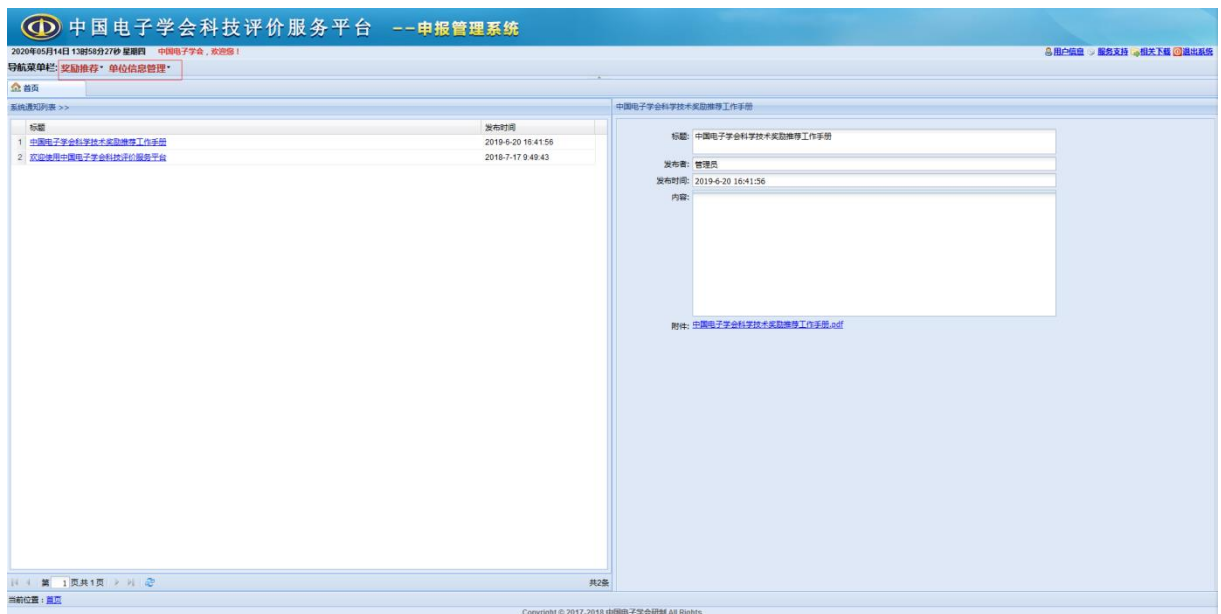 中国电子学会科技评价服务平台 --申报管理系统
2020年05月14日 13时58分27秒 星期四 中国电子学会，欢迎您！ 用户信息 服务支持 相关下载 退出系统
导航菜单栏: 奖励推荐 单位信息管理
首页
系统通知列表 >>
标题 发布时间
1 中国电子学会科学技术奖励推荐工作手册 2019-6-20 16:41:56
2 欢迎使用中国电子学会科技评价服务平台 2018-7-17 9:49:43
第 1 页,共 1 页 共2条
中国电子学会科学技术奖励推荐工作手册
标题: 中国电子学会科学技术奖励推荐工作手册
发布者: 管理员
发布时间: 2019-6-20 16:41:56
内容:
附件: 中国电子学会科学技术奖励推荐工作手册.pdf
当前位置：首页
Copyright © 2017-2018 中国电子学会研制 All Rights